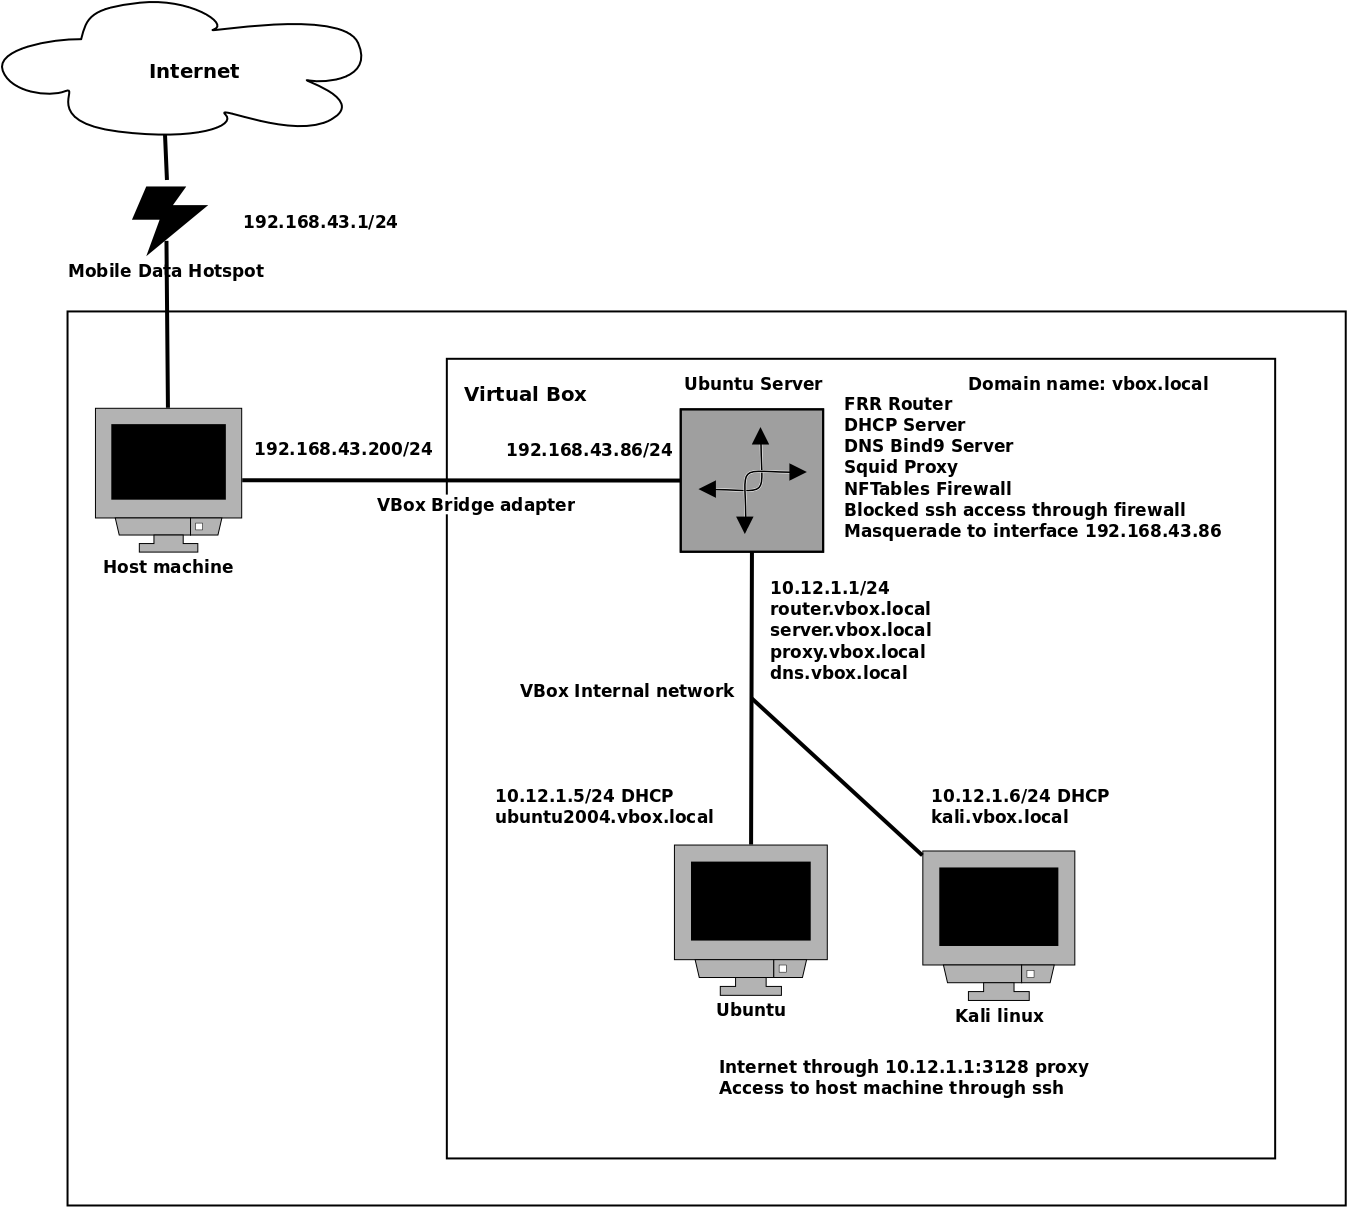 Internet
192.168.43.1/24
Mobile Data Hotspot
Virtual Box
Ubuntu Server
Domain name: vbox.local
FRR Router
DHCP Server
DNS Bind9 Server
Squid Proxy
NFTables Firewall
Blocked ssh access through firewall
Masquerade to interface 192.168.43.86
192.168.43.200/24
192.168.43.86/24
VBox Bridge adapter
Host machine
10.12.1.1/24
router.vbox.local
server.vbox.local
proxy.vbox.local
dns.vbox.local
VBox Internal network
10.12.1.5/24 DHCP
ubuntu2004.vbox.local
10.12.1.6/24 DHCP
kali.vbox.local
Ubuntu
Kali linux
Internet through 10.12.1.1:3128 proxy
Access to host machine through ssh